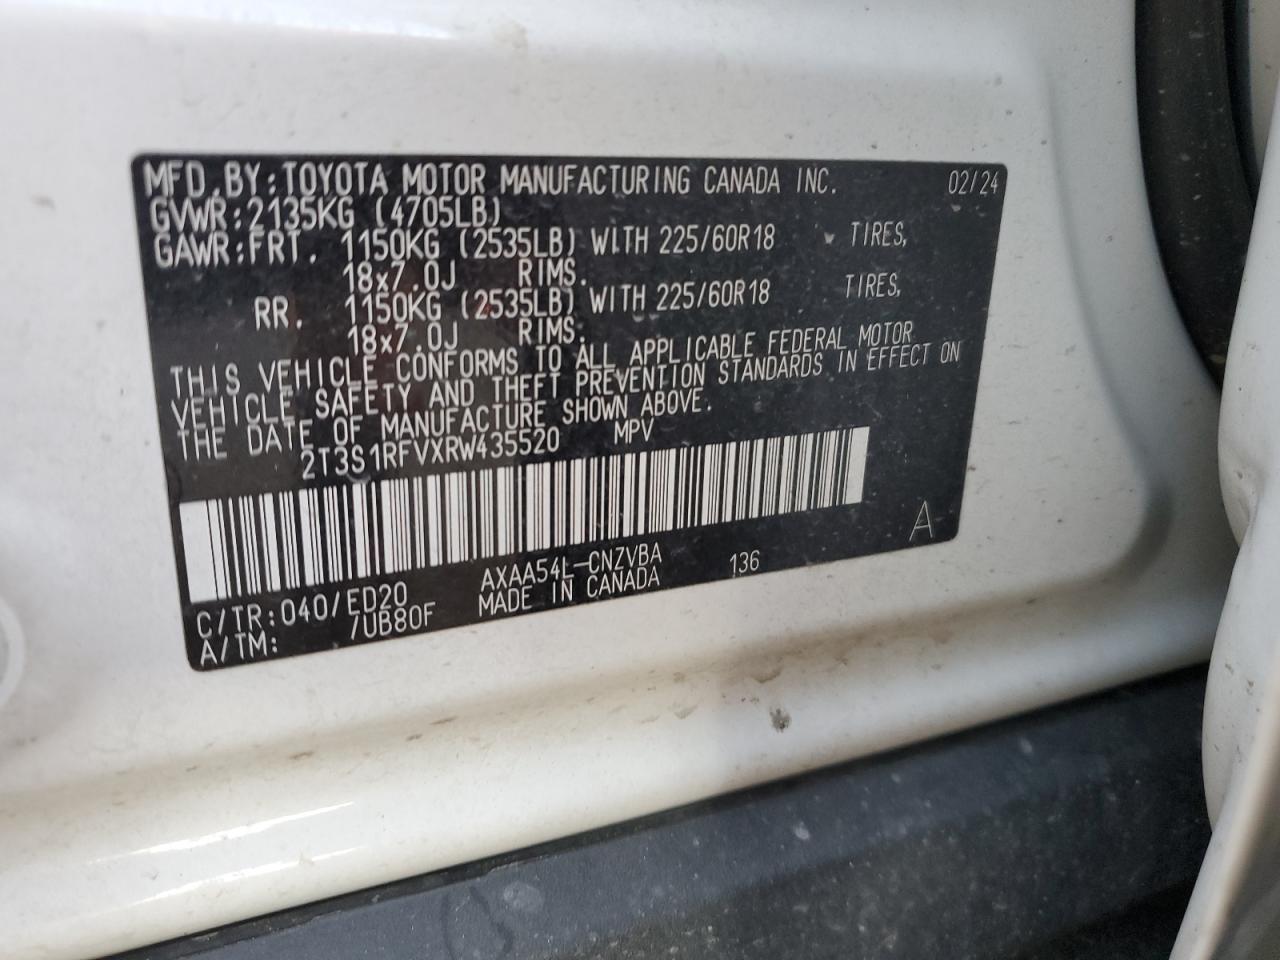 MFD.BY:TOYOTA MOTOR MANUFACTURING CANADA INC. 02/24
GVWR:2135KG (4705LB)
GAWR:FRT. 1150KG (2535LB) WITH 225/60R18 TIRES,
18x7.0J RIMS.
RR. 1150KG (2535LB) WITH 225/60R18 TIRES,
18x7.0J RIMS.
THIS VEHICLE CONFORMS TO ALL APPLICABLE FEDERAL MOTOR
VEHICLE SAFETY AND THEFT PREVENTION STANDARDS IN EFFECT ON
THE DATE OF MANUFACTURE SHOWN ABOVE.
2T3S1RFVXRW435520 MPV
A
C/TR:040/ED20 AXAA54L-CNZVBA 136
A/TM: /UB80F MADE IN CANADA